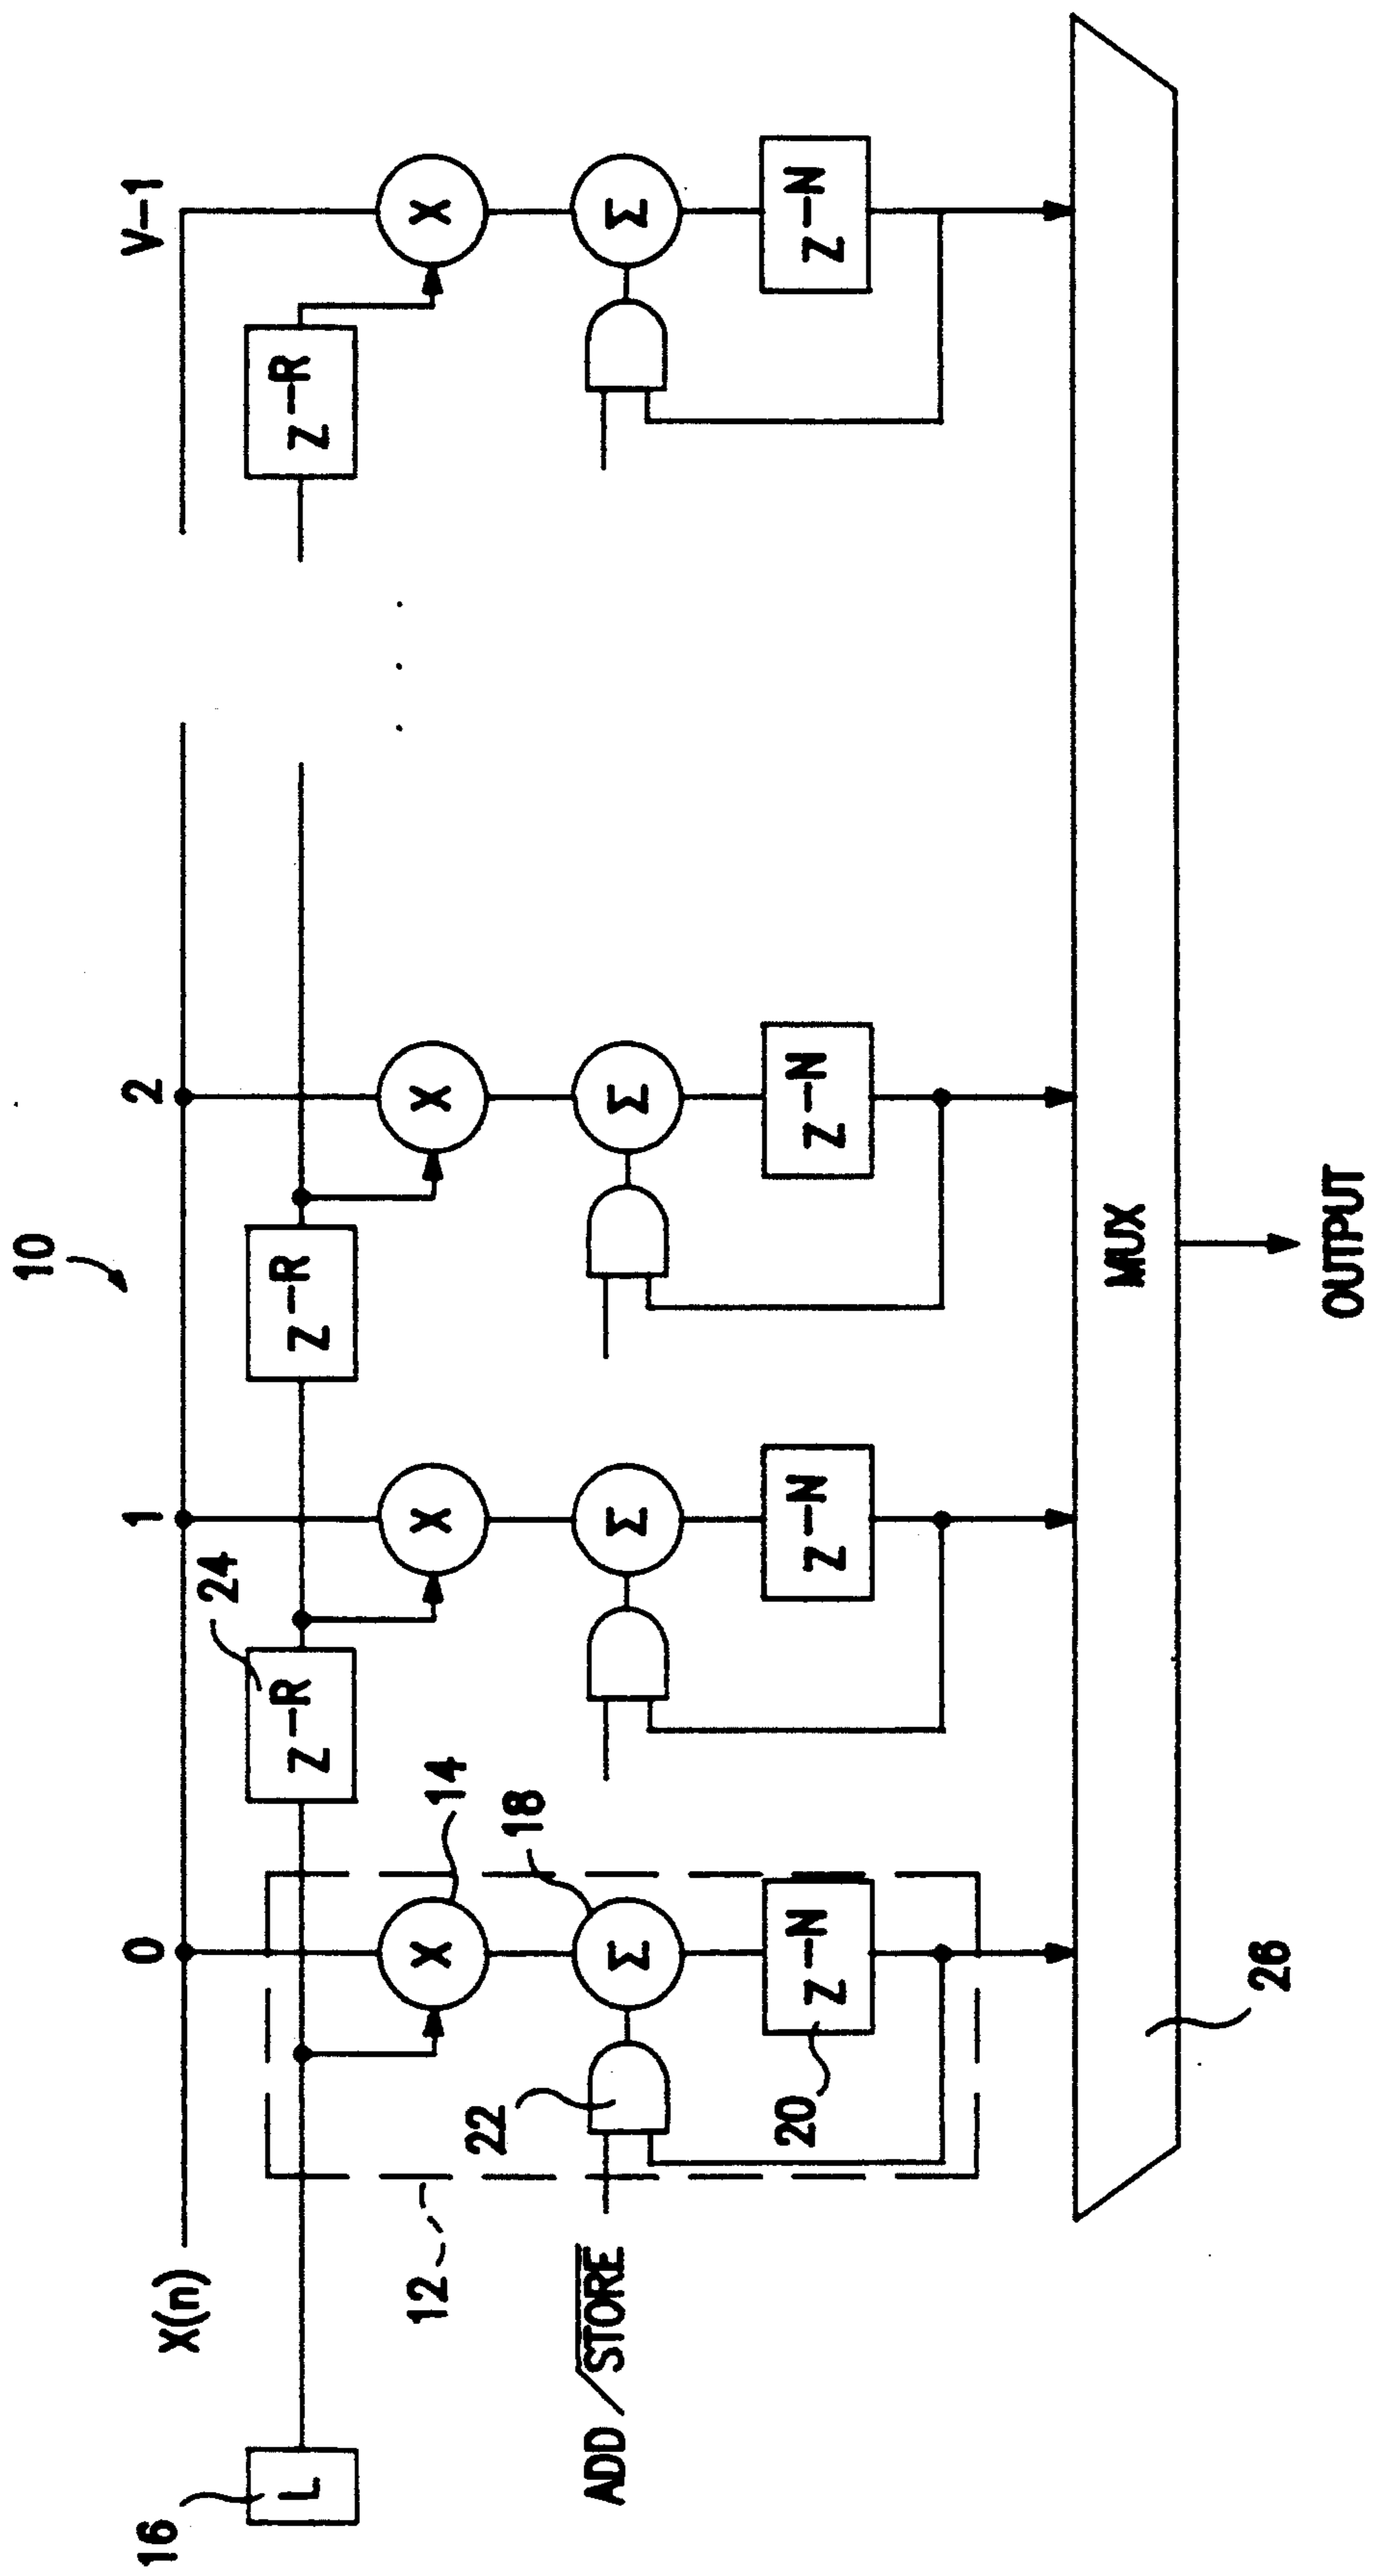 10
0
1
2
V-1
X(n)
16
L
24
Z^-R
Z^-R
Z^-R
12
14
X
X
X
X
ADD/STORE
22
18
Σ
Σ
Σ
Σ
20
Z^-N
Z^-N
Z^-N
Z^-N
26
MUX
OUTPUT